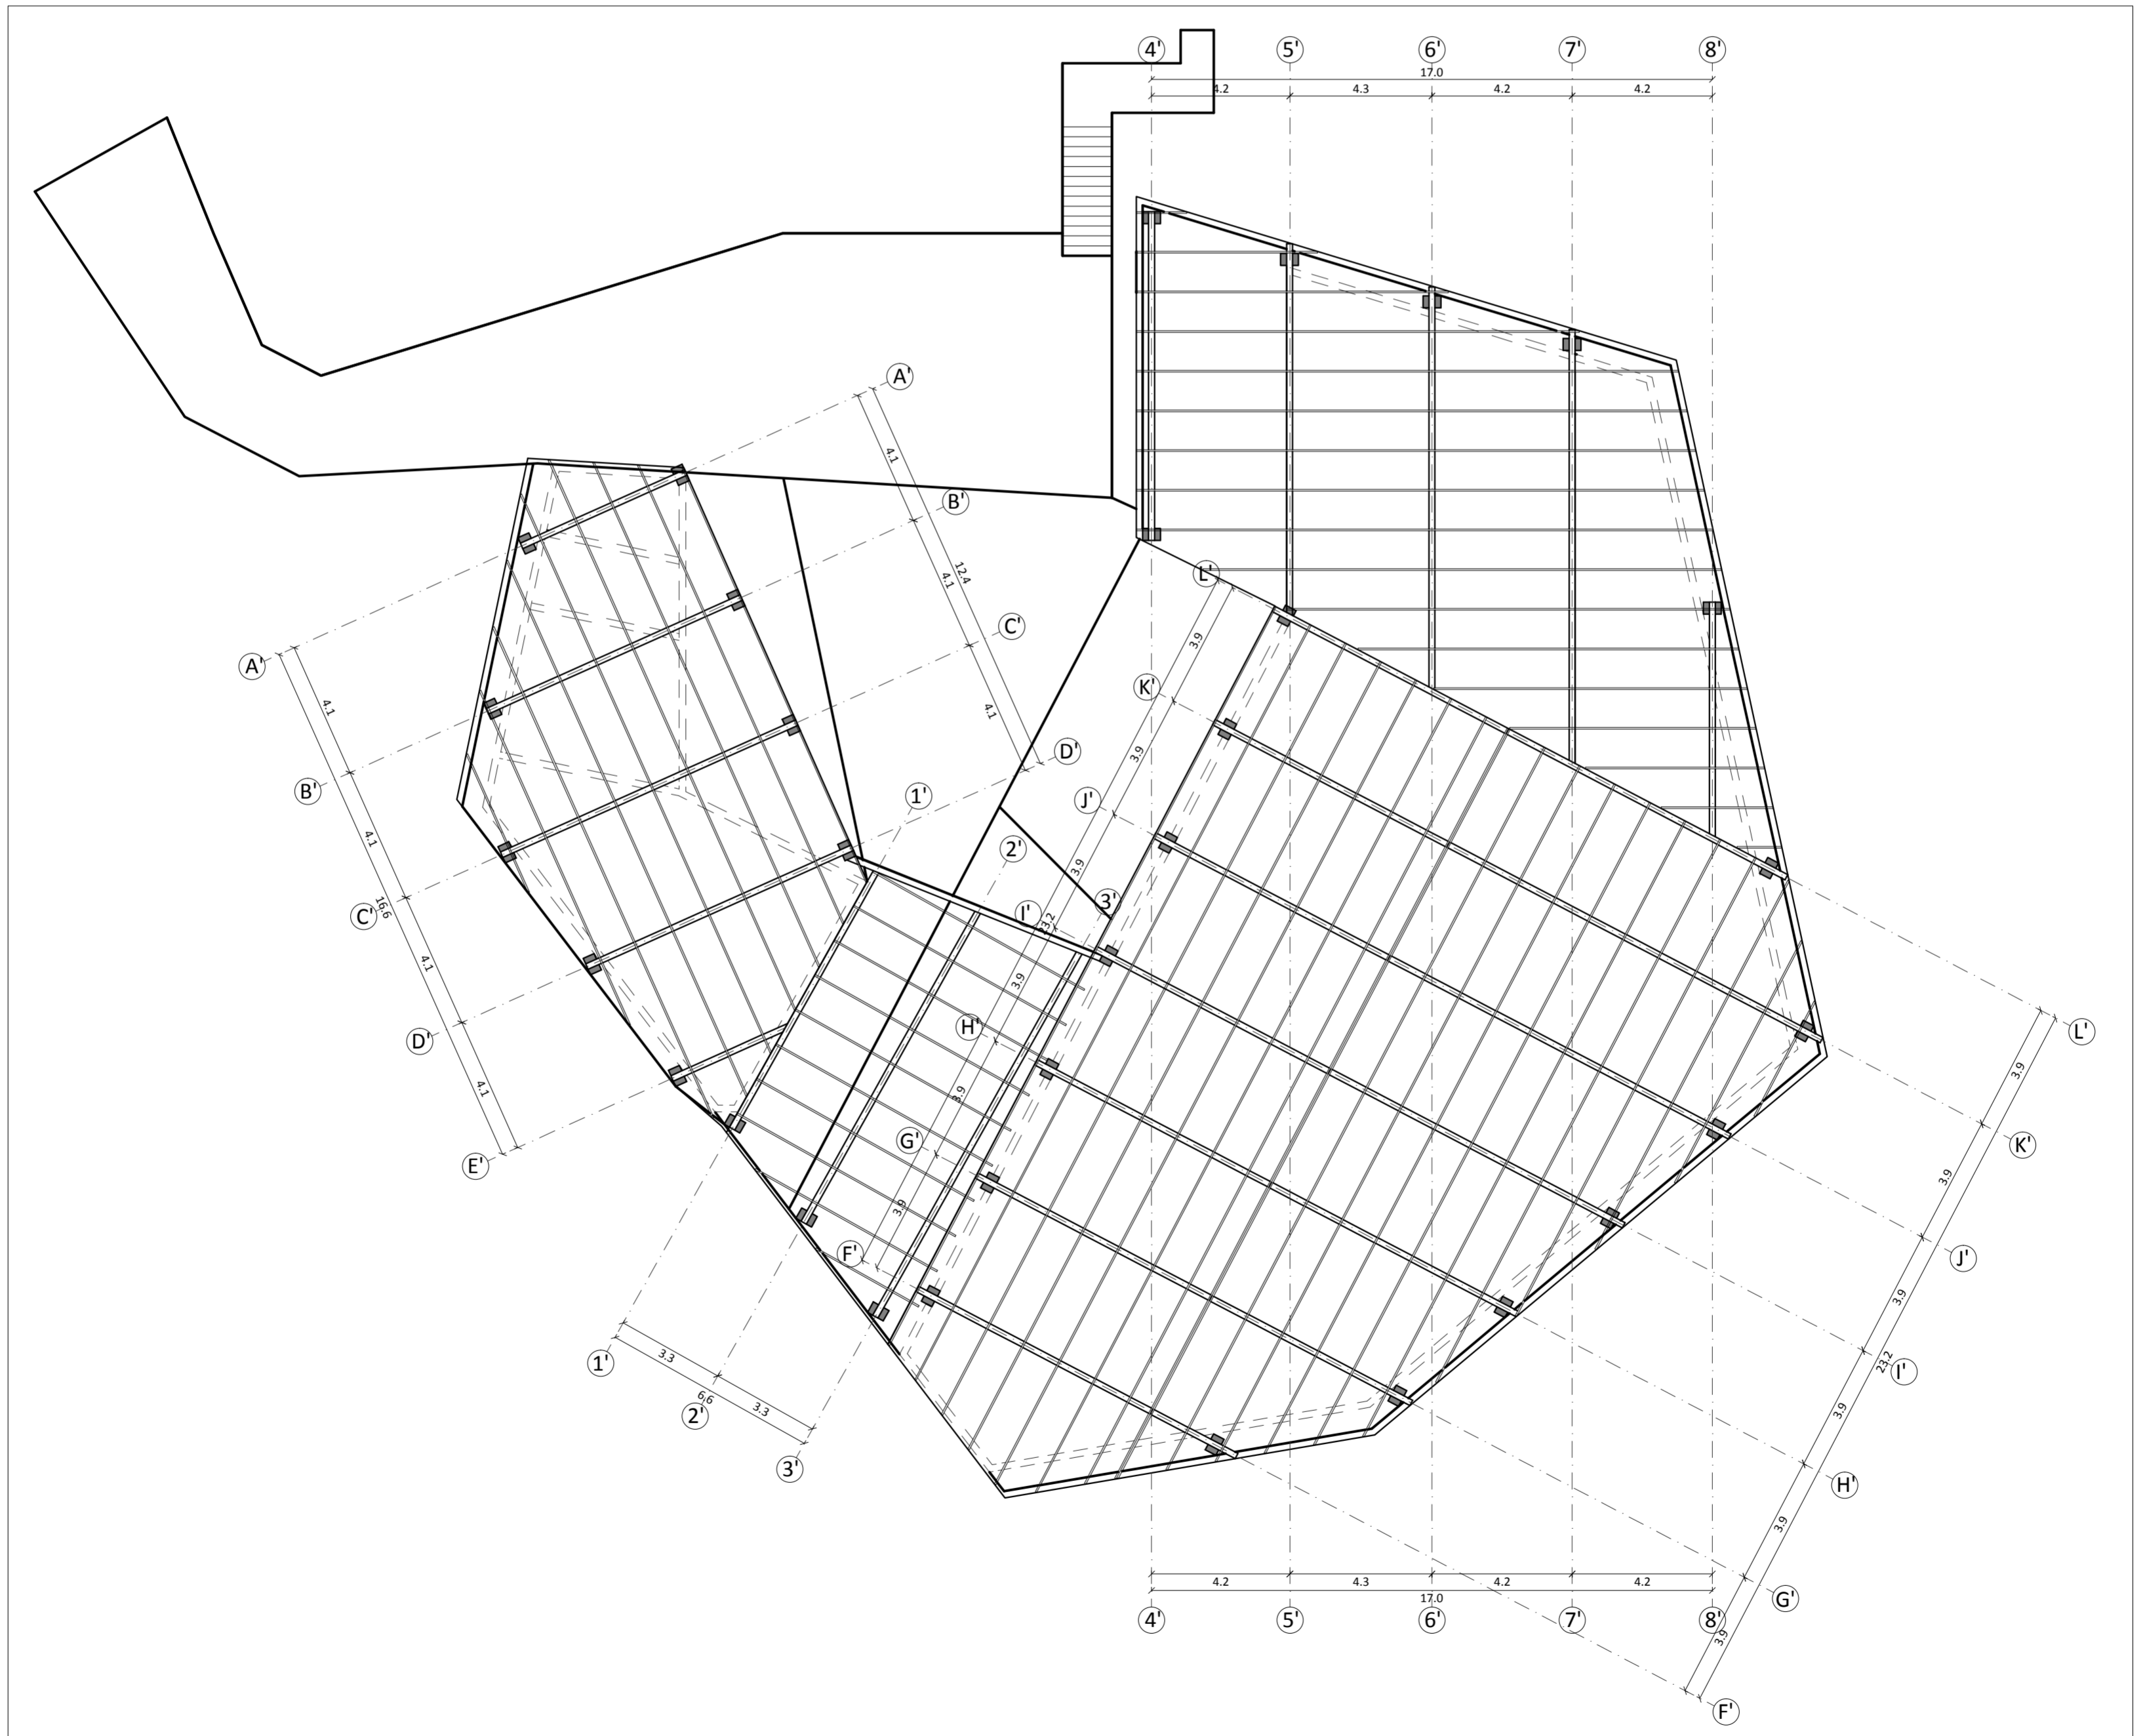 4' 5' 6' 7' 8'
17.0
4.2 4.3 4.2 4.2
A'
4.1
B'
12.4
4.1
L'
C'
3.9
A'
K'
4.1
4.1
D'
3.9
B'
1'
J'
4.1
2'
3.9
16.6
C'
3'
I'
23.2
4.1
3.9
L'
H'
D'
3.9
4.1
3.9
G'
K'
E'
3.9
3.9
F'
J'
3.9
1'
3.3
23.2
I'
6.6
3.3
2'
3.9
3'
H'
3.9
4.2 4.3 4.2 4.2
17.0
G'
4' 5' 6' 7' 8'
3.9
F'